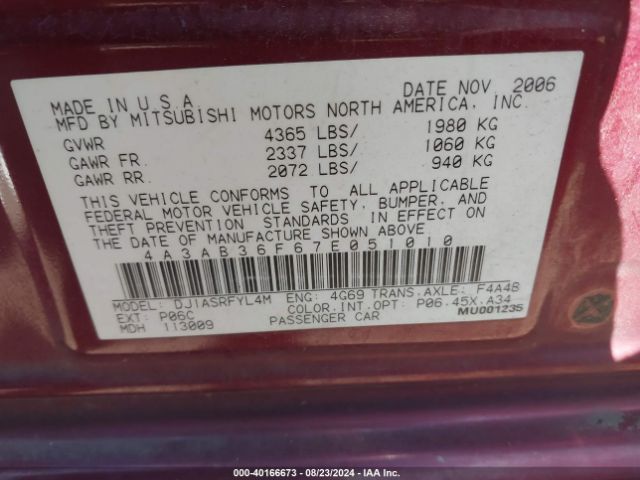 MADE IN U.S.A. DATE NOV 2006
MFD BY MITSUBISHI MOTORS NORTH AMERICA, INC.
GVWR 4365 LBS/ 1980 KG
GAWR FR. 2337 LBS/ 1060 KG
GAWR RR. 2072 LBS/ 940 KG
THIS VEHICLE CONFORMS TO ALL APPLICABLE
FEDERAL MOTOR VEHICLE SAFETY, BUMPER, AND
THEFT PREVENTION STANDARDS IN EFFECT ON
THE DATE OF MANUFACTURE SHOWN ABOVE
4A3AB36F67E051010
MODEL: DJ1ASRFYL4M ENG: 4G69 TRANS.AXLE: F4A4B
EXT: P06C COLOR.INT.OPT: P06.45X.A34
MDH 113009 PASSENGER CAR MU001235
000-40166673 - 08/23/2024 - IAA Inc.